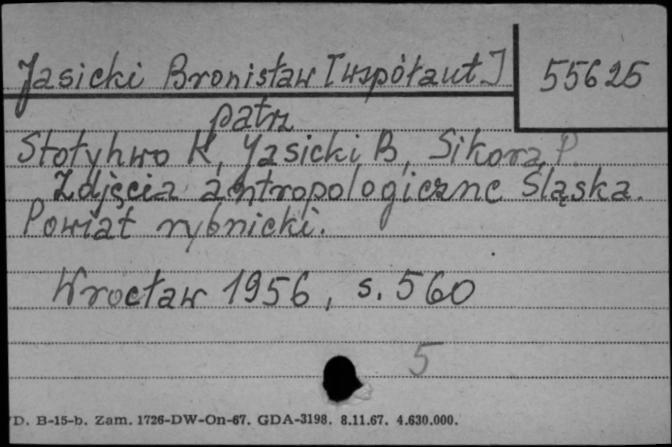 Jasicki Bronisław [współaut.] 55625
patrz
Stołyhwo K, Jasicki B, Sikora P.
Zdjęcia antropologiczne Śląska.
Powiat rybnicki.
Wrocław 1956, s. 560
5
D. B-15-b. Zam. 1726-DW-On-67. GDA-3198. 8.11.67. 4.630.000.